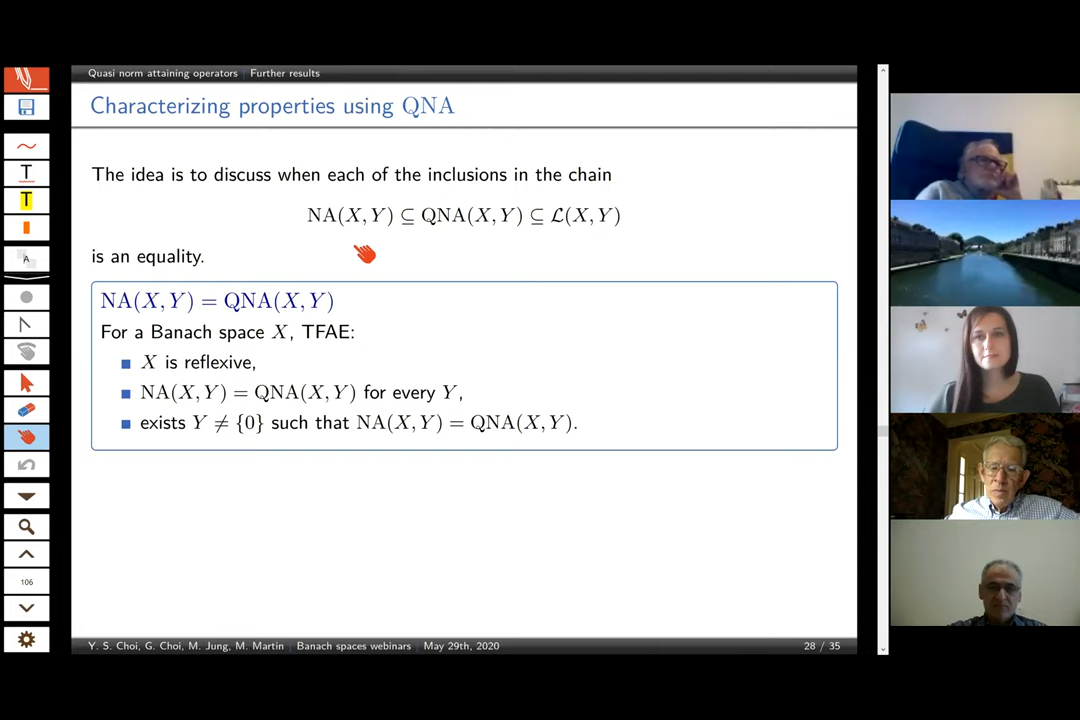 Quasi norm attaining operators | Further results
Characterizing properties using QNA
The idea is to discuss when each of the inclusions in the chain
NA(X, Y) ⊆ QNA(X, Y) ⊆ ℒ(X, Y)
is an equality.
NA(X, Y) = QNA(X, Y)
For a Banach space X, TFAE:
X is reflexive,
NA(X, Y) = QNA(X, Y) for every Y,
exists Y ≠ {0} such that NA(X, Y) = QNA(X, Y).
Y. S. Choi, G. Choi, M. Jung, M. Martin | Banach spaces webinars | May 29th, 2020 28 / 35
T
T
A
106